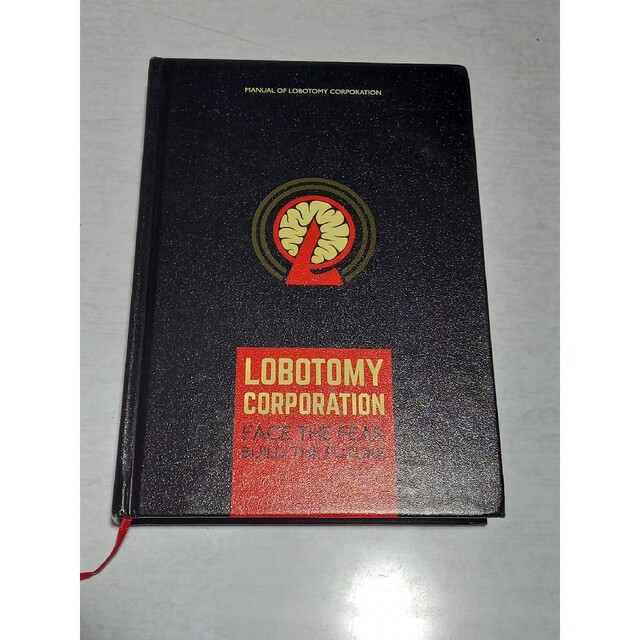 MANUAL OF LOBOTOMY CORPORATION
LOBOTOMY
CORPORATION
FACE THE FEAR
BUILD THE FUTURE